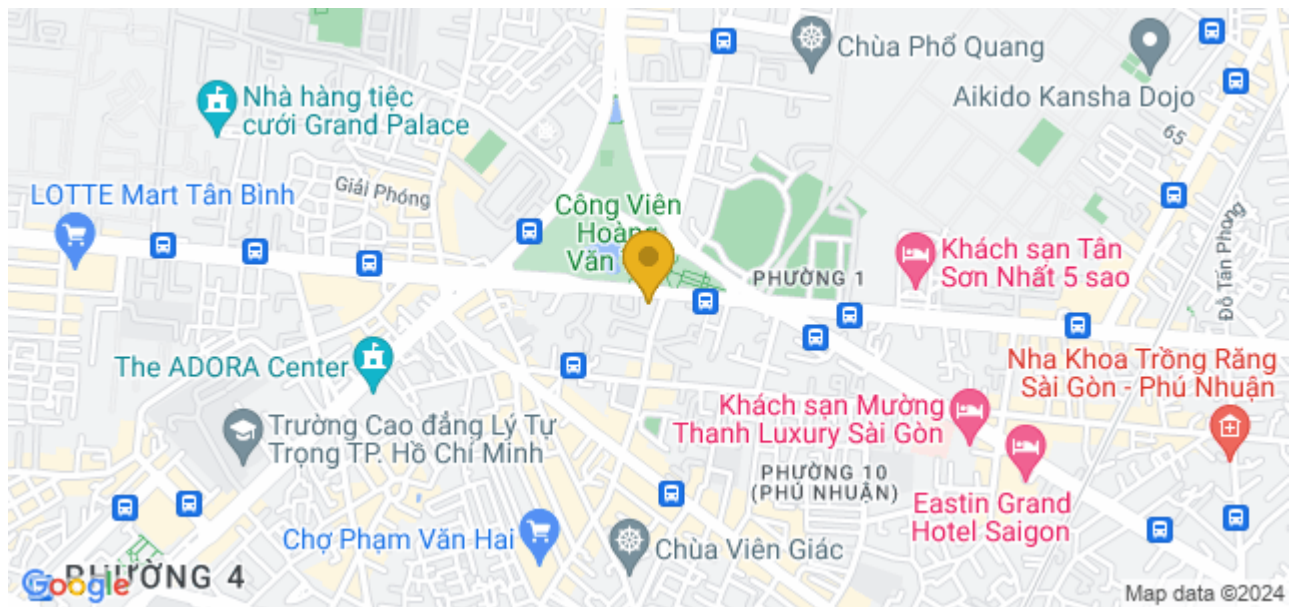 Chùa Phổ Quang
Aikido Kansha Dojo
Nhà hàng tiệc
cưới Grand Palace
65
Giải Phóng
LOTTE Mart Tân Bình
Công Viên
Hoàng
Văn
Khách sạn Tân
Sơn Nhất 5 sao
PHƯỜNG 1
Đỗ Tấn Phong
The ADORA Center
Nha Khoa Trồng Răng
Sài Gòn - Phú Nhuận
Khách sạn Mường
Thanh Luxury Sài Gòn
Trường Cao đẳng Lý Tự
Trọng TP. Hồ Chí Minh
PHƯỜNG 10
(PHÚ NHUẬN)
Eastin Grand
Hotel Saigon
Chợ Phạm Văn Hai
Chùa Viên Giác
PHƯỜNG 4
Google
Map data ©2024